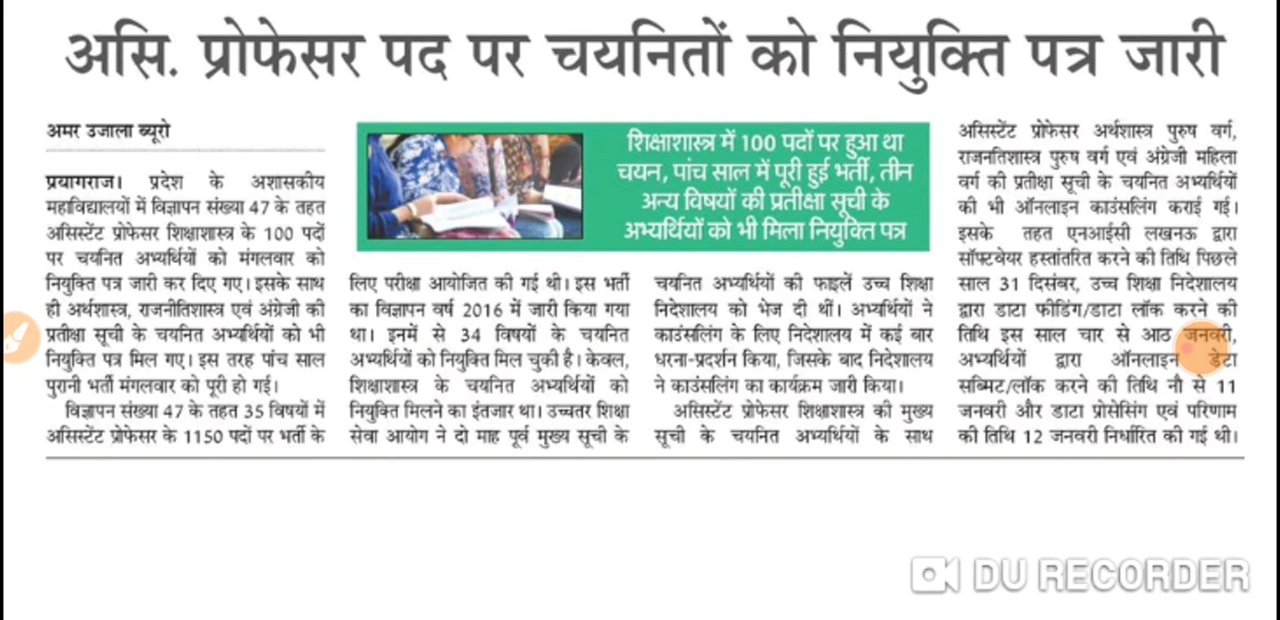 असि. प्रोफेसर पद पर चयनितों को नियुक्ति पत्र जारी
अमर उजाला ब्यूरो
प्रयागराज। प्रदेश के अशासकीय
महाविद्यालयों में विज्ञापन संख्या 47 के तहत
असिस्टेंट प्रोफेसर शिक्षाशास्त्र के 100 पदों
पर चयनित अभ्यर्थियों को मंगलवार को
नियुक्ति पत्र जारी कर दिए गए। इसके साथ
ही अर्थशास्त्र, राजनीतिशास्त्र एवं अंग्रेजी की
प्रतीक्षा सूची के चयनित अभ्यर्थियों को भी
नियुक्ति पत्र मिल गए। इस तरह पांच साल
पुरानी भर्ती मंगलवार को पूरी हो गई।
विज्ञापन संख्या 47 के तहत 35 विषयों में
असिस्टेंट प्रोफेसर के 1150 पदों पर भर्ती के
शिक्षाशास्त्र में 100 पदों पर हुआ था
चयन, पांच साल में पूरी हुई भर्ती, तीन
अन्य विषयों की प्रतीक्षा सूची के
अभ्यर्थियों को भी मिला नियुक्ति पत्र
लिए परीक्षा आयोजित की गई थी। इस भर्ती
का विज्ञापन वर्ष 2016 में जारी किया गया
था। इनमें से 34 विषयों के चयनित
अभ्यर्थियों को नियुक्ति मिल चुकी है। केवल,
शिक्षाशास्त्र के चयनित अभ्यर्थियों को
नियुक्ति मिलने का इंतजार था। उच्चतर शिक्षा
सेवा आयोग ने दो माह पूर्व मुख्य सूची के
चयनित अभ्यर्थियों की फाइलें उच्च शिक्षा
निदेशालय को भेज दी थीं। अभ्यर्थियों ने
काउंसलिंग के लिए निदेशालय में कई बार
धरना-प्रदर्शन किया, जिसके बाद निदेशालय
ने काउंसलिंग का कार्यक्रम जारी किया।
असिस्टेंट प्रोफेसर शिक्षाशास्त्र की मुख्य
सूची के चयनित अभ्यर्थियों के साथ
असिस्टेंट प्रोफेसर अर्थशास्त्र पुरुष वर्ग,
राजनतिशास्त्र पुरुष वर्ग एवं अंग्रेजी महिला
वर्ग की प्रतीक्षा सूची के चयनित अभ्यर्थियों
की भी ऑनलाइन काउंसलिंग कराई गई।
इसके तहत एनआईसी लखनऊ द्वारा
सॉफ्टवेयर हस्तांतरित करने की तिथि पिछले
साल 31 दिसंबर, उच्च शिक्षा निदेशालय
द्वारा डाटा फीडिंग/डाटा लॉक करने की
तिथि इस साल चार से आठ जनवरी,
अभ्यर्थियों द्वारा ऑनलाइन डेटा
सब्मिट/लॉक करने की तिथि नौ से 11
जनवरी और डाटा प्रोसेसिंग एवं परिणाम
की तिथि 12 जनवरी निर्धारित की गई थी।
DU RECORDER